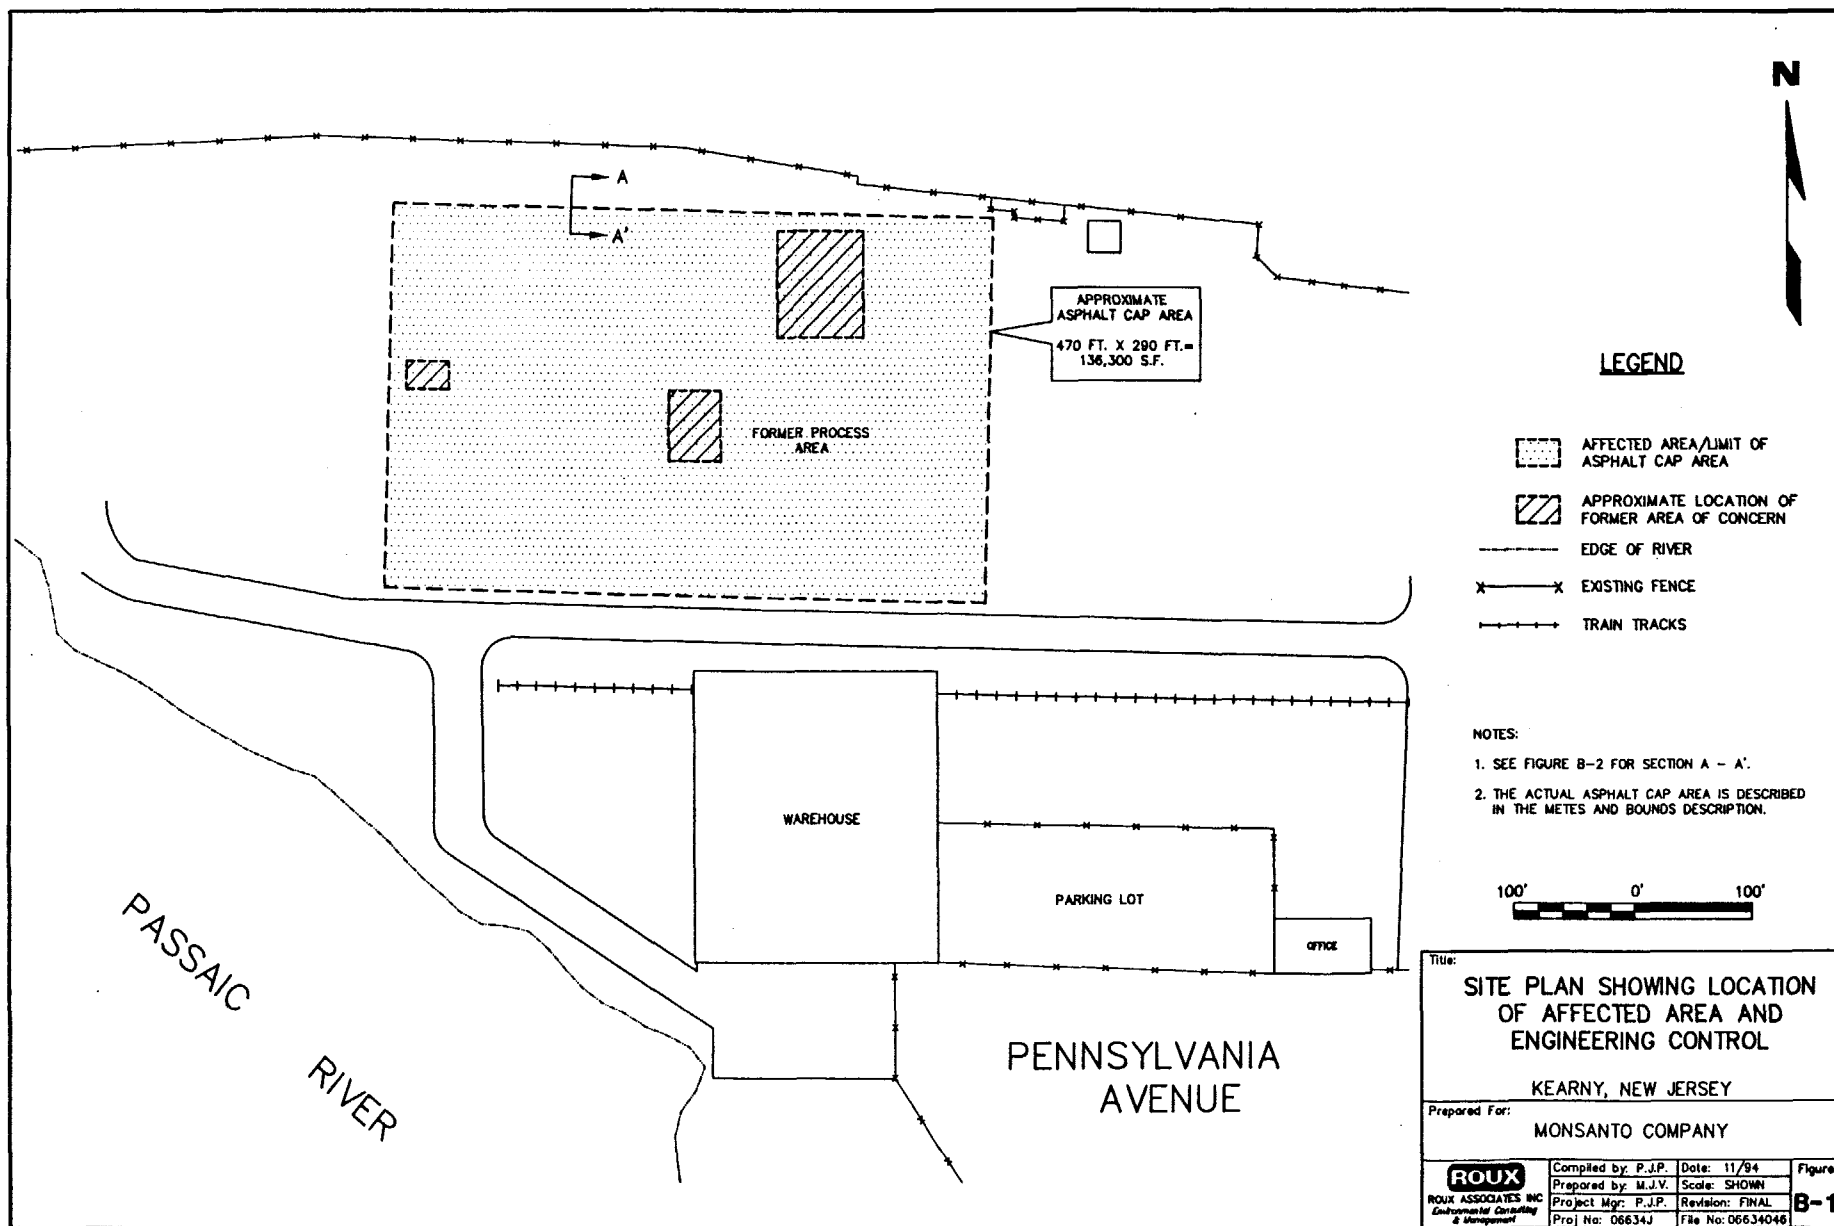 N
A
A'
APPROXIMATE
ASPHALT CAP AREA
470 FT. X 290 FT.=
136,300 S.F.
FORMER PROCESS
AREA
LEGEND
AFFECTED AREA/LIMIT OF
ASPHALT CAP AREA
APPROXIMATE LOCATION OF
FORMER AREA OF CONCERN
EDGE OF RIVER
EXISTING FENCE
TRAIN TRACKS
NOTES:
1. SEE FIGURE B-2 FOR SECTION A - A'.
2. THE ACTUAL ASPHALT CAP AREA IS DESCRIBED
IN THE METES AND BOUNDS DESCRIPTION.
100' 0' 100'
WAREHOUSE
PARKING LOT
OFFICE
PASSAIC
RIVER
PENNSYLVANIA
AVENUE
Title:
SITE PLAN SHOWING LOCATION
OF AFFECTED AREA AND
ENGINEERING CONTROL
KEARNY, NEW JERSEY
Prepared For:
MONSANTO COMPANY
ROUX
ROUX ASSOCIATES INC
Environmental Consulting
& Management
Compiled by: P.J.P. Date: 11/94
Prepared by: M.J.V. Scale: SHOWN
Project Mgr: P.J.P. Revision: FINAL
Proj No: 06634J File No: 06634046
Figure
B-1